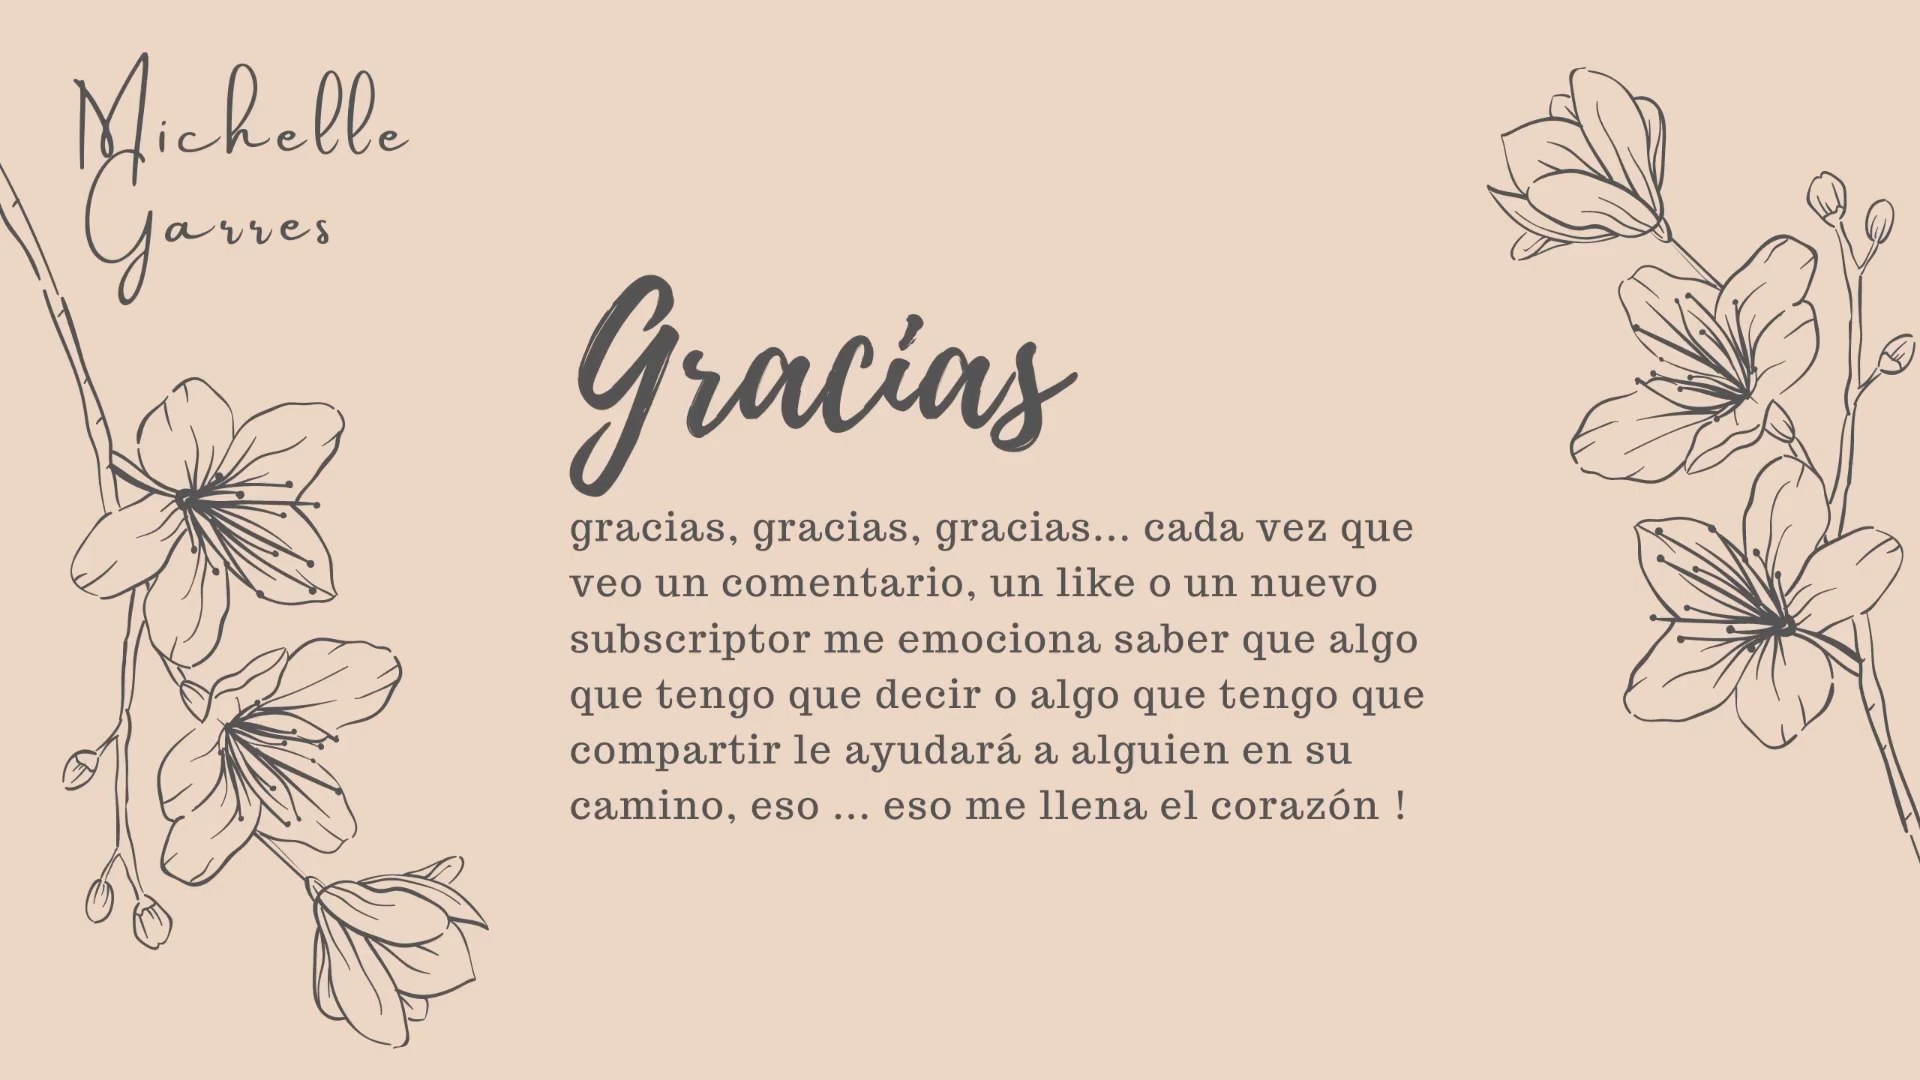 Michelle
Garres
Gracias
gracias, gracias, gracias... cada vez que
veo un comentario, un like o un nuevo
subscriptor me emociona saber que algo
que tengo que decir o algo que tengo que
compartir le ayudará a alguien en su
camino, eso ... eso me llena el corazón !